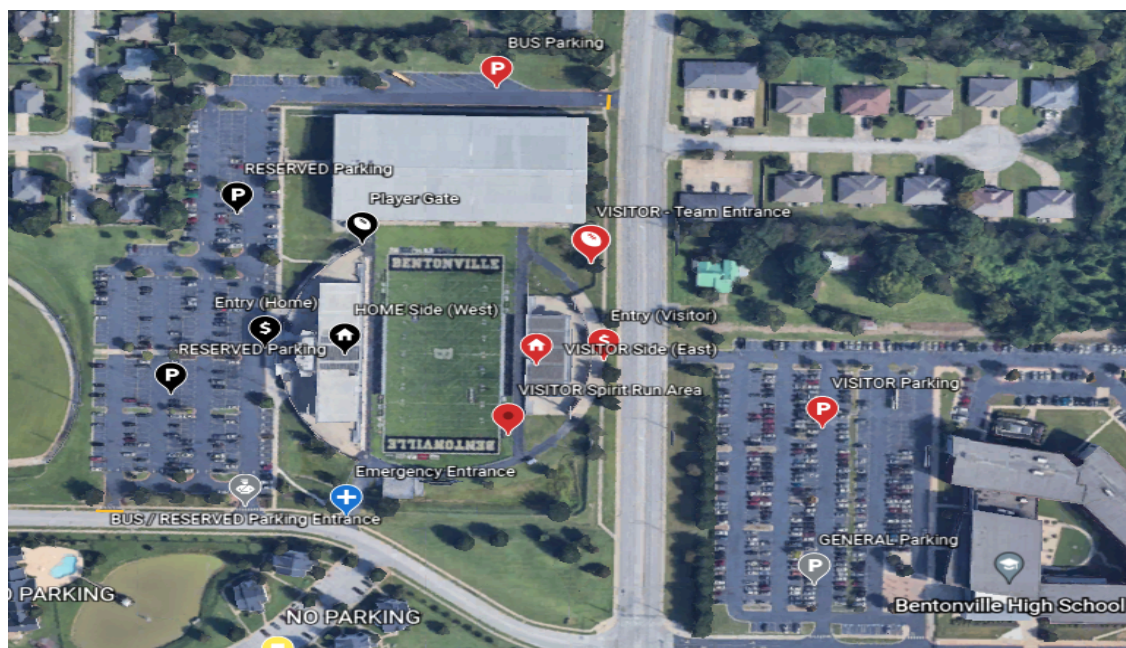 BUS Parking
P
RESERVED Parking
P
Player Gate
VISITOR - Team Entrance
BENTONVILLE
Entry (Home)
$
HOME Side (West)
Entry (Visitor)
$
RESERVED Parking
VISITOR Side (East)
P
B
VISITOR Spirit Run Area
VISITOR Parking
P
BENTONVILLE
Emergency Entrance
BUS / RESERVED Parking Entrance
GENERAL Parking
P
O PARKING
Bentonville High School
NO PARKING